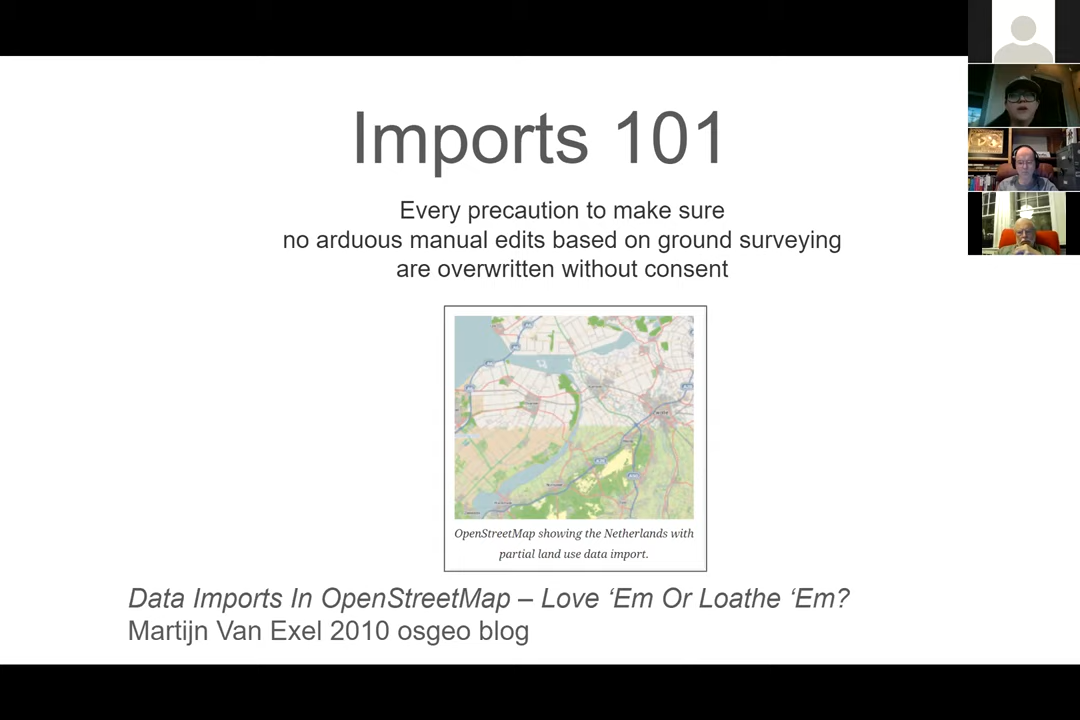 Imports 101
Every precaution to make sure
no arduous manual edits based on ground surveying
are overwritten without consent
OpenStreetMap showing the Netherlands with
partial land use data import.
Data Imports In OpenStreetMap – Love ‘Em Or Loathe ‘Em?
Martijn Van Exel 2010 osgeo blog